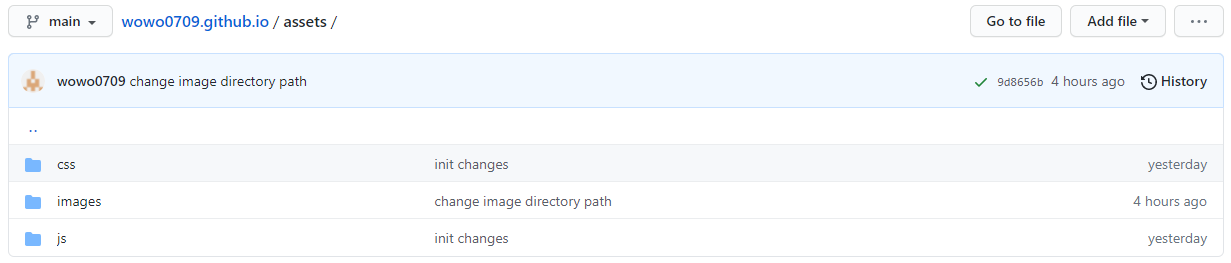 main wowo0709.github.io / assets / Go to file Add file ...
wowo0709 change image directory path 9d8656b 4 hours ago History
..
css init changes yesterday
images change image directory path 4 hours ago
js init changes yesterday